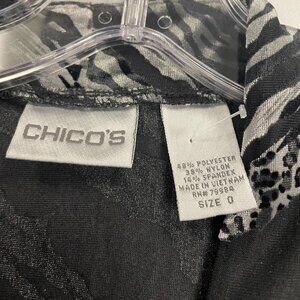 CHICO'S
48% POLYESTER
38% NYLON
14% SPANDEX
MADE IN VIETNAM
RN# 79984
SIZE 0